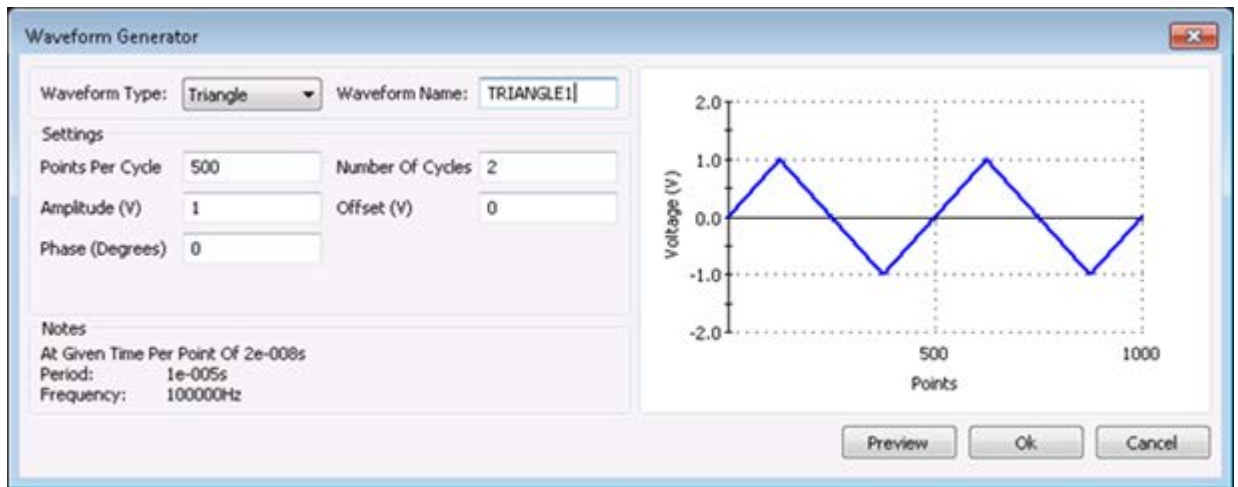 Waveform Generator
Waveform Type: Triangle Waveform Name: TRIANGLE1
Settings
Points Per Cycle 500 Number Of Cycles 2
Amplitude (V) 1 Offset (V) 0
Phase (Degrees) 0
Notes
At Given Time Per Point Of 2e-008s
Period: 1e-005s
Frequency: 100000Hz
Voltage (V)
2.0
1.0
0.0
-1.0
-2.0
500 1000
Points
Preview Ok Cancel